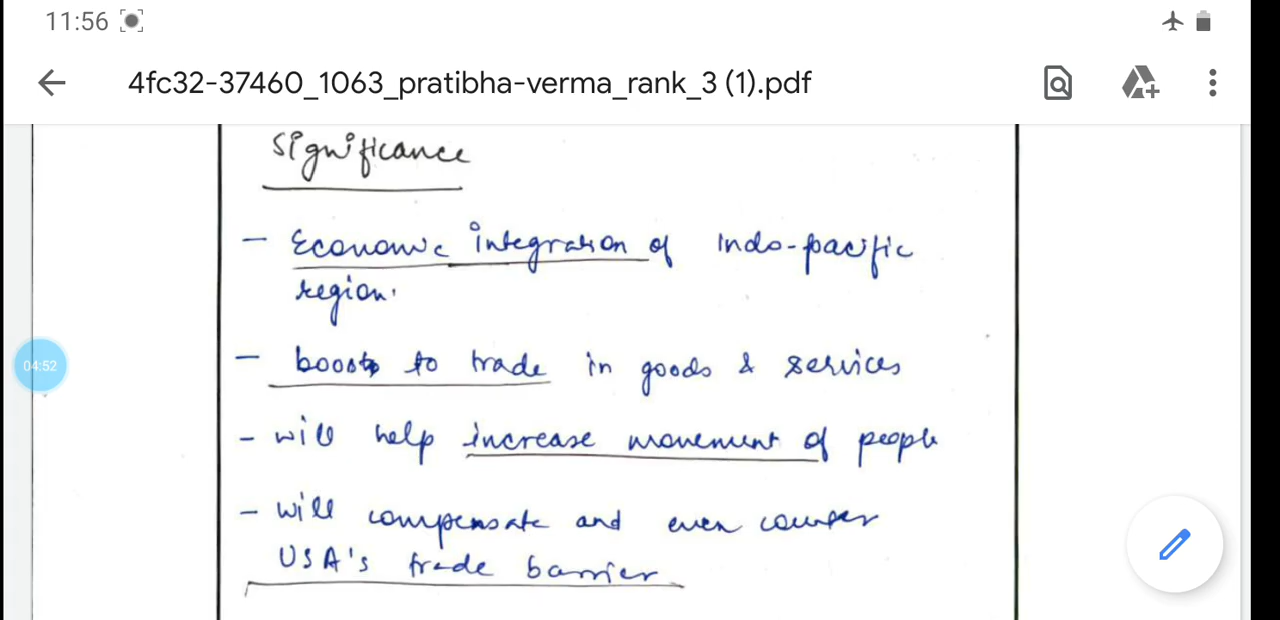 11:56
4fc32-37460_1063_pratibha-verma_rank_3 (1).pdf
Significance
- Economic integration of Indo-pacific
region.
04:52
- boosts to trade in goods & services
- will help increase movement of people
- will compensate and even counter
USA's trade barrier